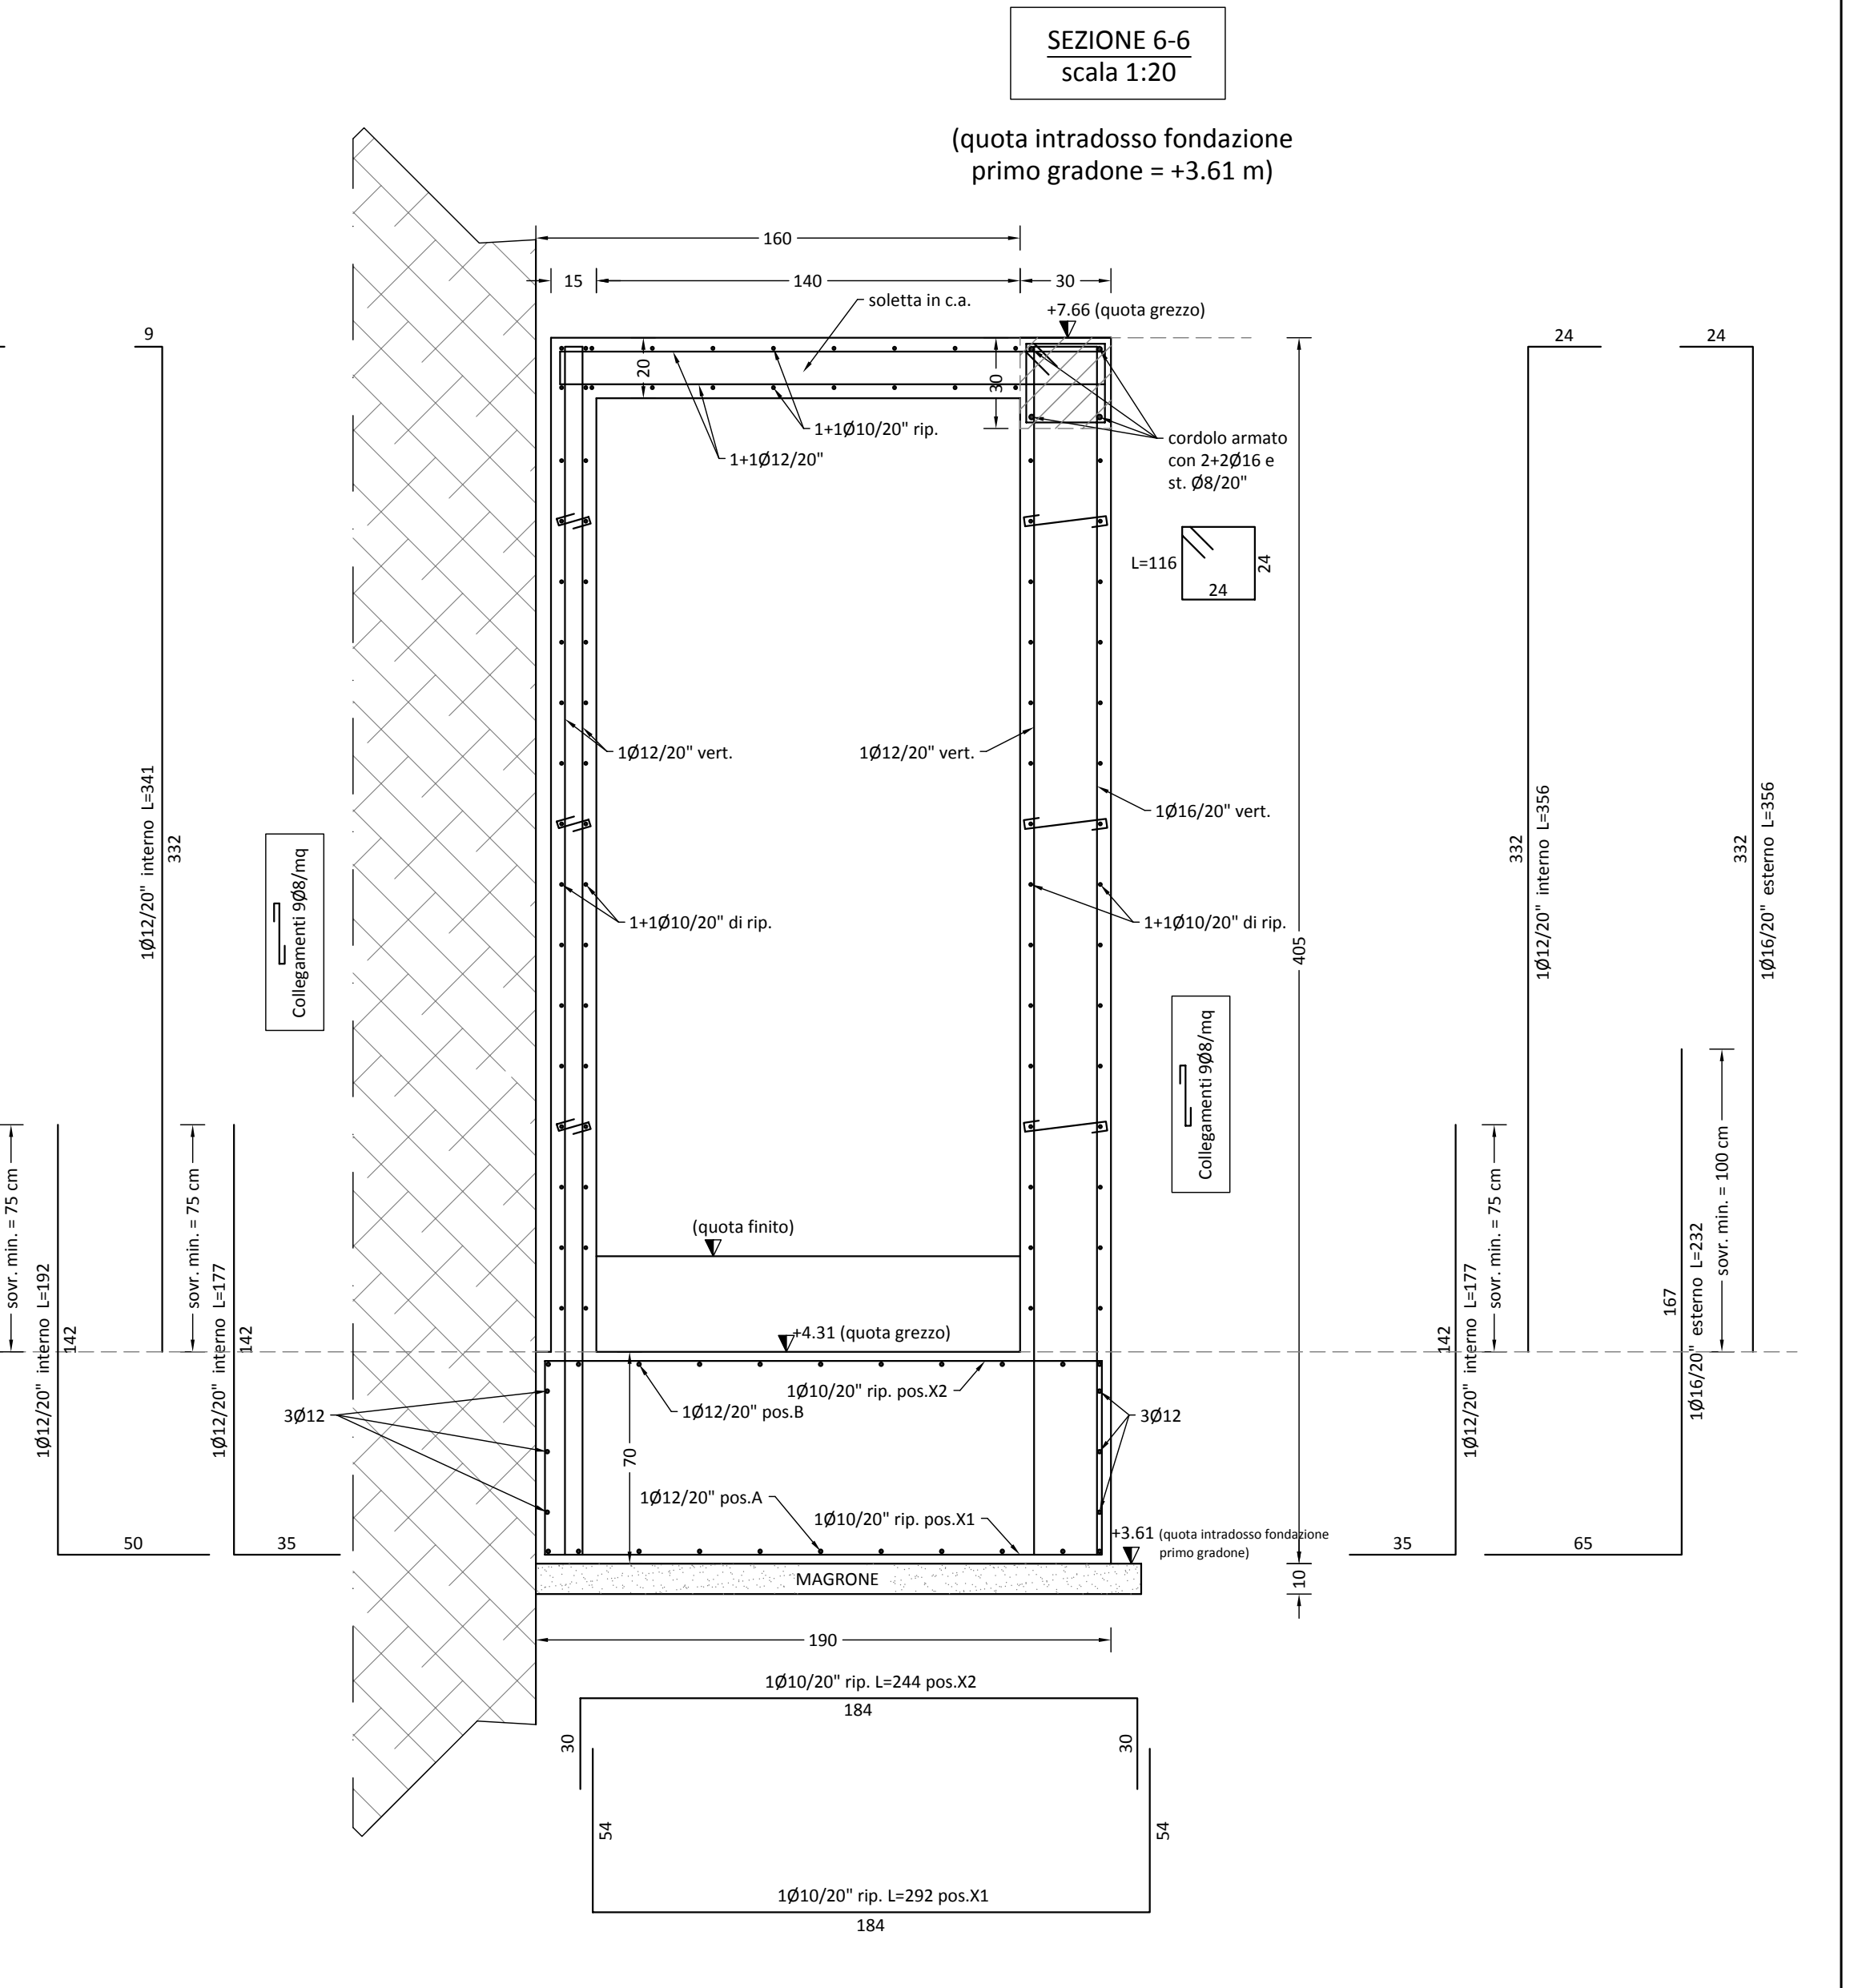 SEZIONE 6-6
scala 1:20
(quota intradosso fondazione
primo gradone = +3.61 m)
160
15
140
30
soletta in c.a.
+7.66 (quota grezzo)
20
30
1+1Ø10/20" rip.
1+1Ø12/20"
cordolo armato
con 2+2Ø16 e
st. Ø8/20"
L=116
24
24
9
1Ø12/20" interno L=341
332
Collegamenti 9Ø8/mq
1Ø12/20" vert.
1Ø12/20" vert.
1Ø16/20" vert.
1+1Ø10/20" di rip.
1+1Ø10/20" di rip.
405
Collegamenti 9Ø8/mq
24
332
1Ø12/20" interno L=356
24
332
1Ø16/20" esterno L=356
sovr. min. = 75 cm
1Ø12/20" interno L=192
142
50
sovr. min. = 75 cm
1Ø12/20" interno L=177
142
35
(quota finito)
+4.31 (quota grezzo)
1Ø10/20" rip. pos.X2
1Ø12/20" pos.B
3Ø12
3Ø12
70
1Ø12/20" pos.A
1Ø10/20" rip. pos.X1
+3.61 (quota intradosso fondazione
primo gradone)
MAGRONE
10
142
1Ø12/20" interno L=177
sovr. min. = 75 cm
35
167
1Ø16/20" esterno L=232
sovr. min. = 100 cm
65
190
1Ø10/20" rip. L=244 pos.X2
184
30
30
54
54
1Ø10/20" rip. L=292 pos.X1
184